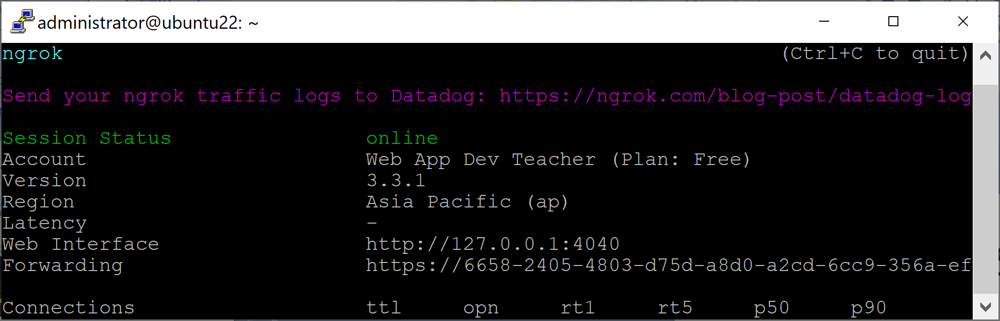 administrator@ubuntu22: ~
ngrok (Ctrl+C to quit)
Send your ngrok traffic logs to Datadog: https://ngrok.com/blog-post/datadog-log
Session Status online
Account Web App Dev Teacher (Plan: Free)
Version 3.3.1
Region Asia Pacific (ap)
Latency -
Web Interface http://127.0.0.1:4040
Forwarding https://6658-2405-4803-d75d-a8d0-a2cd-6cc9-356a-ef
Connections ttl opn rt1 rt5 p50 p90